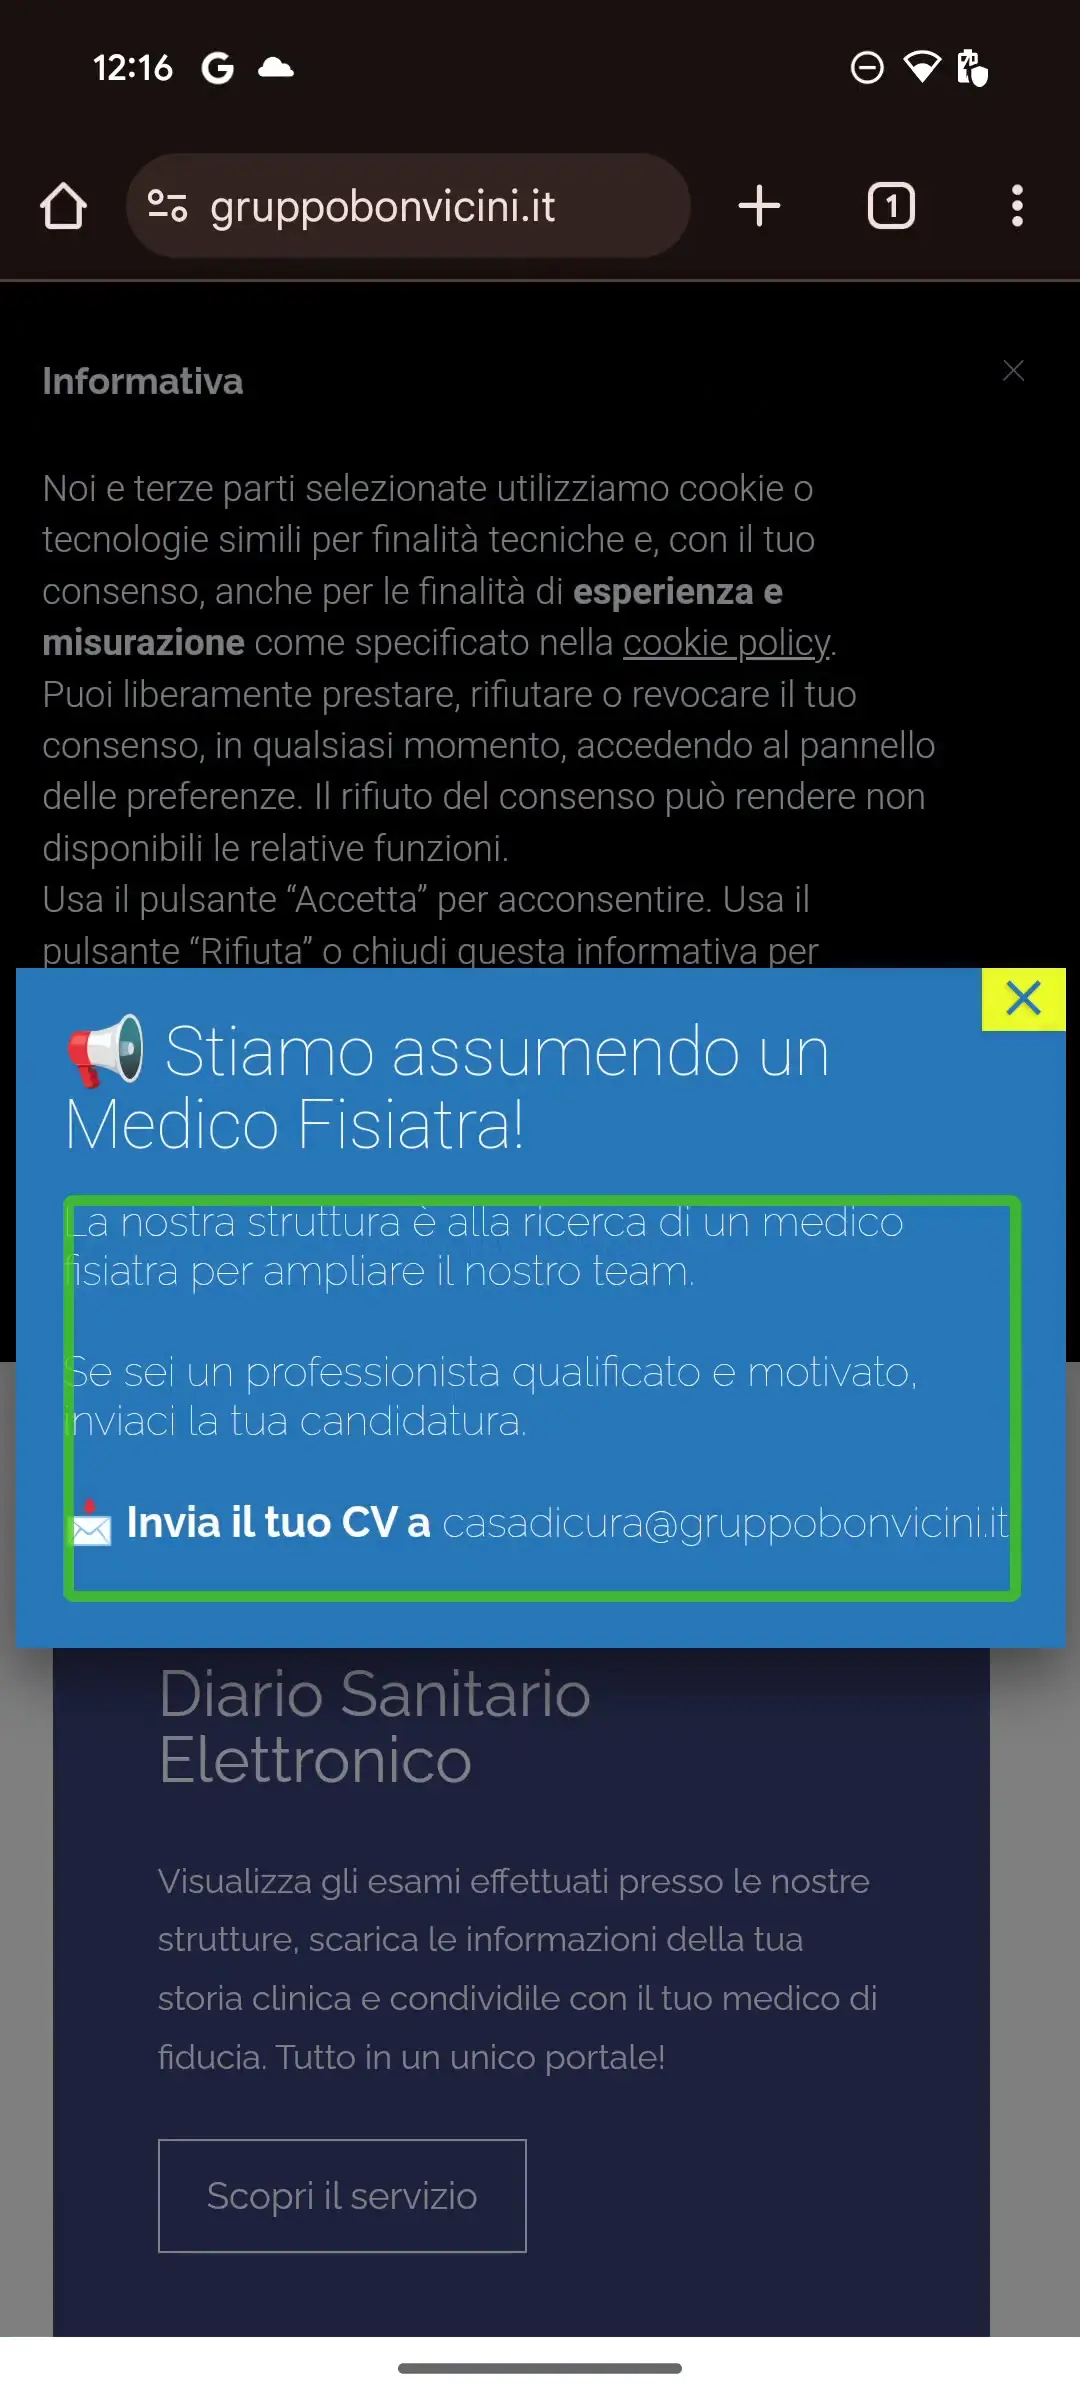 12:16
gruppobonvicini.it
1
Informativa
Noi e terze parti selezionate utilizziamo cookie o
tecnologie simili per finalità tecniche e, con il tuo
consenso, anche per le finalità di esperienza e
misurazione come specificato nella cookie policy.
Puoi liberamente prestare, rifiutare o revocare il tuo
consenso, in qualsiasi momento, accedendo al pannello
delle preferenze. Il rifiuto del consenso può rendere non
disponibili le relative funzioni.
Usa il pulsante “Accetta” per acconsentire. Usa il
pulsante “Rifiuta” o chiudi questa informativa per
📢 Stiamo assumendo un
Medico Fisiatra!
La nostra struttura è alla ricerca di un medico
fisiatra per ampliare il nostro team.
Se sei un professionista qualificato e motivato,
inviaci la tua candidatura.
📩 Invia il tuo CV a casadicura@gruppobonvicini.it
Diario Sanitario
Elettronico
Visualizza gli esami effettuati presso le nostre
strutture, scarica le informazioni della tua
storia clinica e condividile con il tuo medico di
fiducia. Tutto in un unico portale!
Scopri il servizio